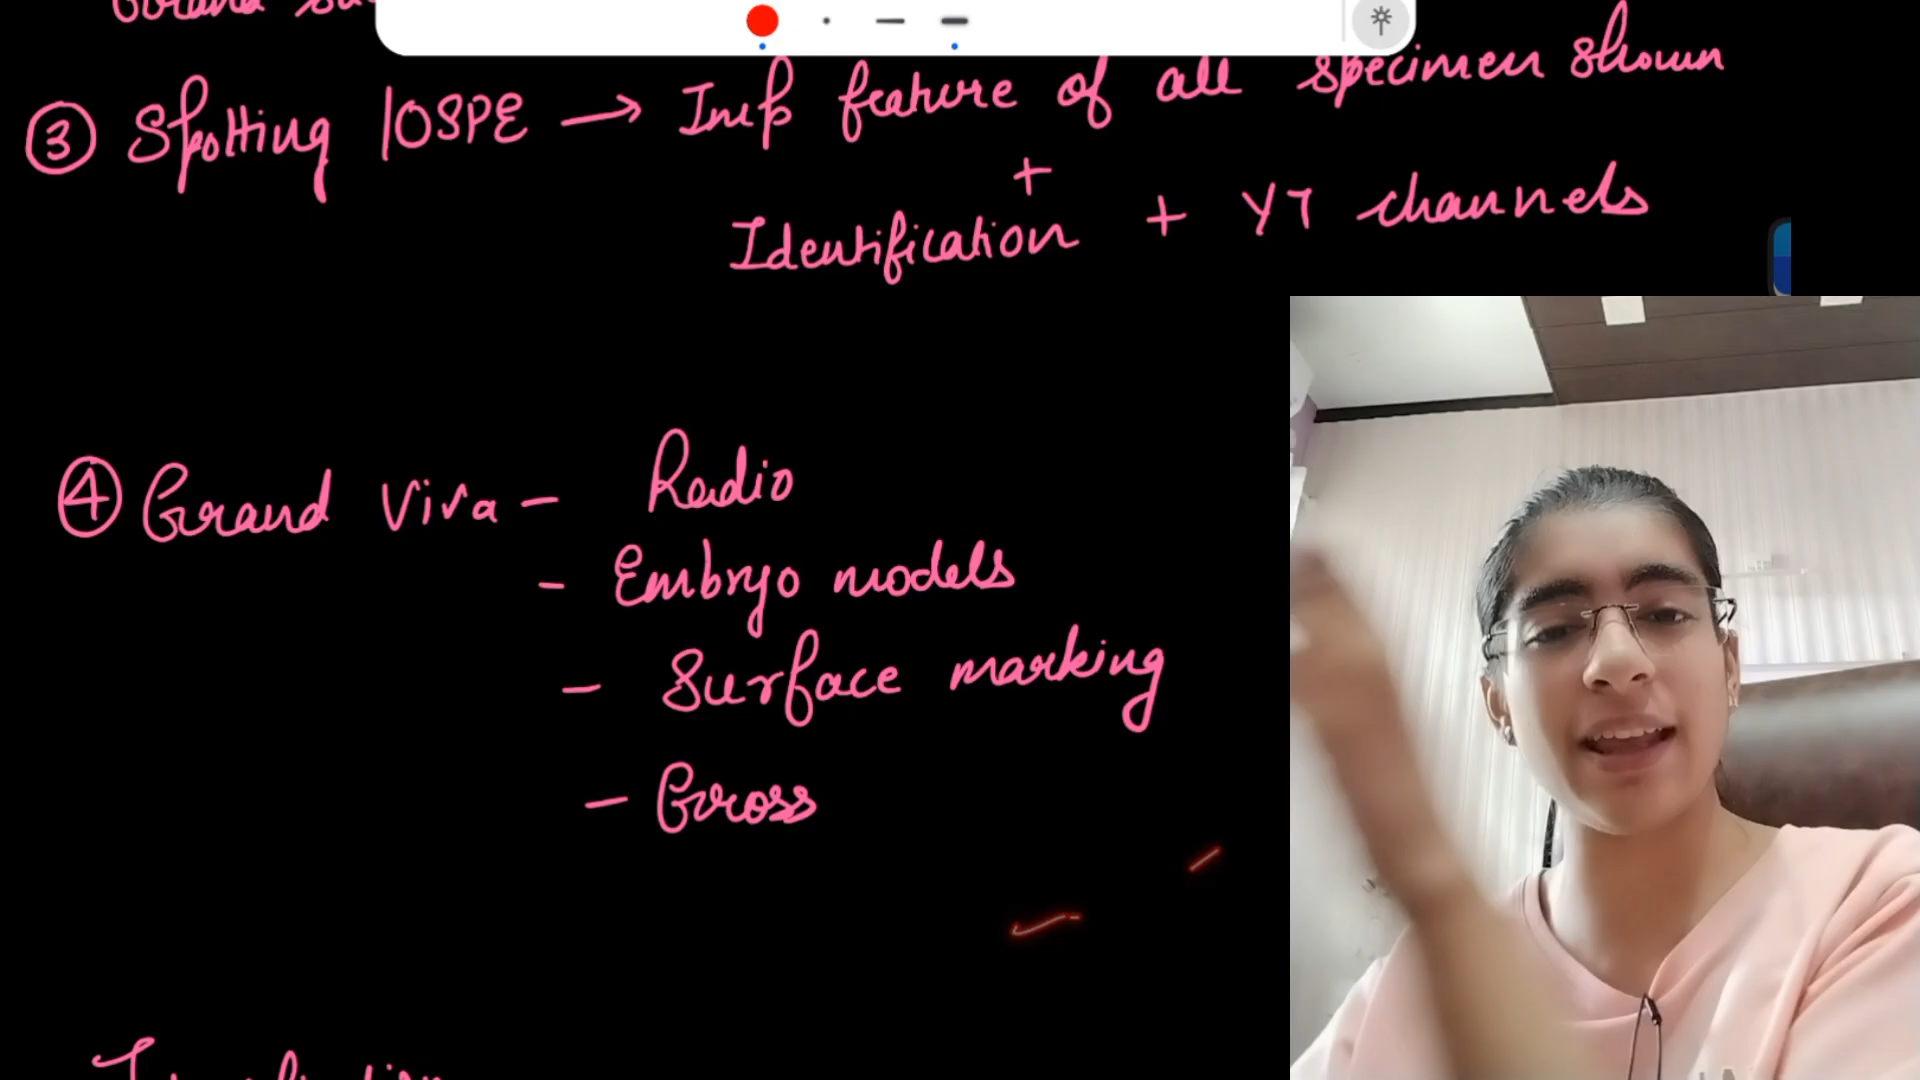 ③ Spotting /OSPE → Imp feature of all specimen shown
+
Identification + YT channels
④ Grand Viva - Radio
- Embryo models
- Surface marking
- Gross